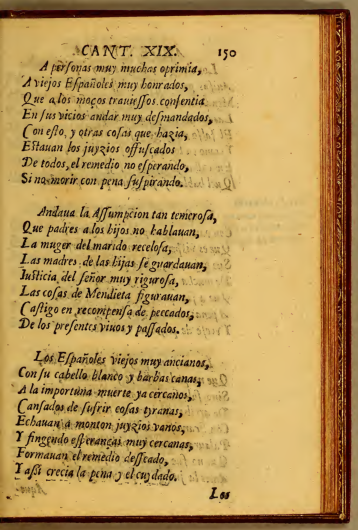 CANT. XIX. 150
A personas muy muchas oprimia,
A viejos Españoles muy honrados,
Que a los moços trauiessos consentia
En sus vicios andar muy desmandados,
Con esto, y otras cosas que hazia,
Estauan los juyzios offuscados
De todos, el remedio no esperando,
Si no morir con pena suspirando.
Andaua la Assumpcion tan temerosa,
Que padres a los hijos no hablauan,
La muger del marido recelosa,
Las madres de las hijas se guardauan,
Iusticia del señor muy rigurosa,
Las cosas de Mendieta figurauan,
Castigo en recompensa de peccados,
De los presentes viuos y passados.
Los Españoles viejos muy ancianos,
Con su cabello blanco y barbas canas,
A la importuna muerte ya cercanos,
Cansados de sufrir cosas tyranas,
Echauan a monton juyzios vanos,
Y fingendo esperanças muy cercanas,
Formauan el remedio desseado,
Y assi crecia la pena y el cuydado.
Los